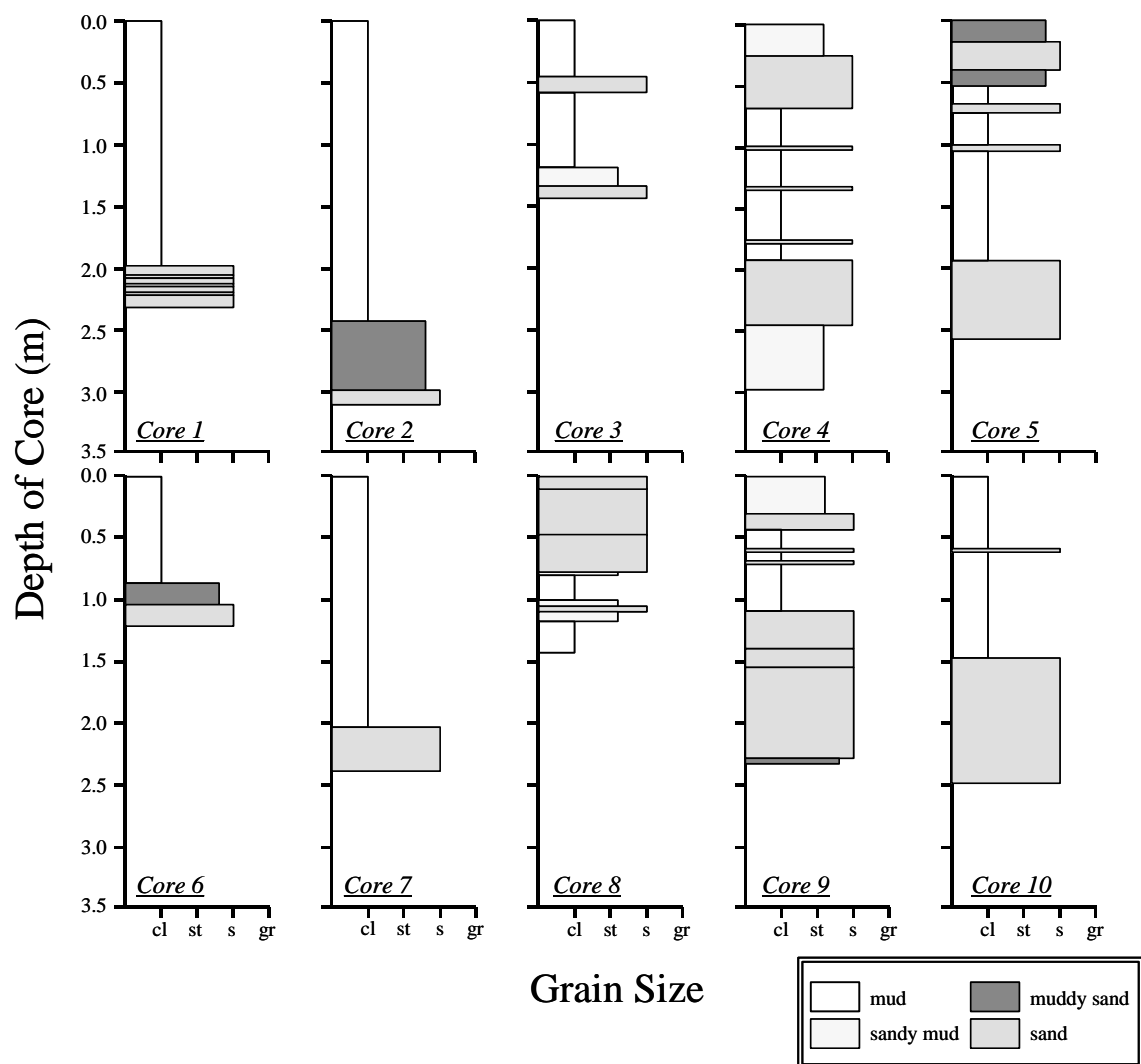 Depth of Core (m)
0.0
0.5
1.0
1.5
2.0
2.5
3.0
3.5
Core 1
Core 2
Core 3
Core 4
Core 5
0.0
0.5
1.0
1.5
2.0
2.5
3.0
3.5
Core 6
Core 7
Core 8
Core 9
Core 10
cl st s gr
cl st s gr
cl st s gr
cl st s gr
cl st s gr
Grain Size
mud
muddy sand
sandy mud
sand